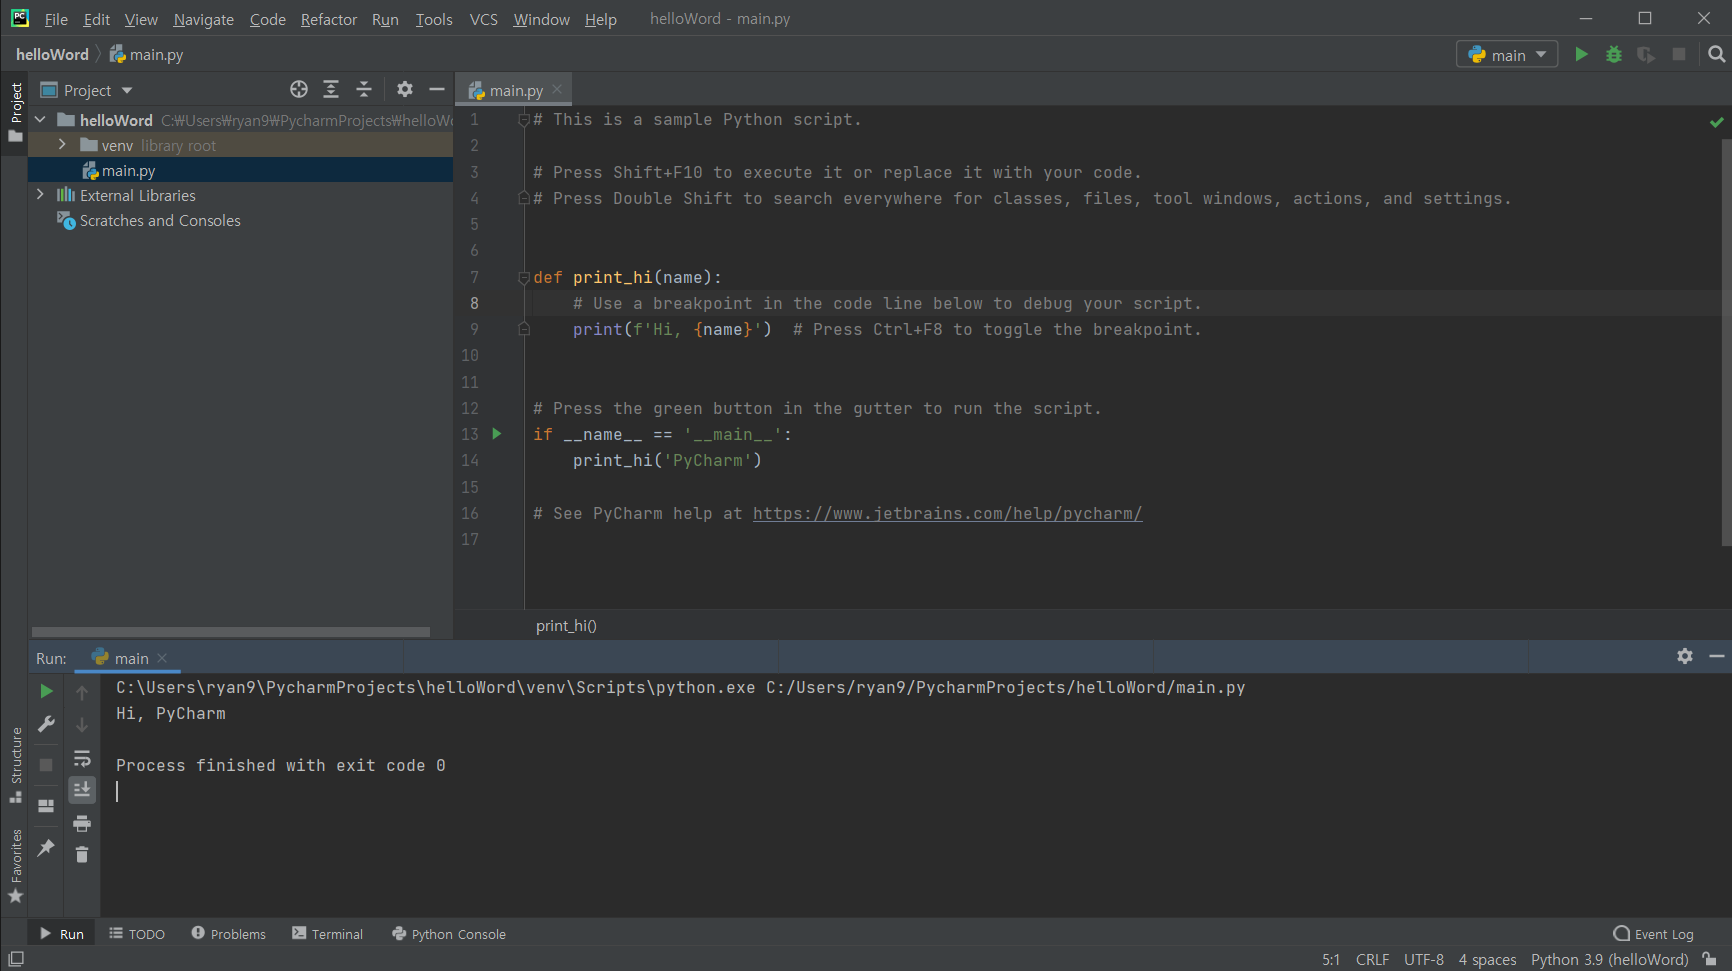 PC File Edit View Navigate Code Refactor Run Tools VCS Window Help helloWord - main.py
helloWord main.py main
Project
Project main.py
helloWord C:₩Users₩ryan9₩PycharmProjects₩helloWo
venv library root
main.py
External Libraries
Scratches and Consoles
1 # This is a sample Python script.
2
3 # Press Shift+F10 to execute it or replace it with your code.
4 # Press Double Shift to search everywhere for classes, files, tool windows, actions, and settings.
5
6
7 def print_hi(name):
8 # Use a breakpoint in the code line below to debug your script.
9 print(f'Hi, {name}')  # Press Ctrl+F8 to toggle the breakpoint.
10
11
12 # Press the green button in the gutter to run the script.
13 if __name__ == '__main__':
14 print_hi('PyCharm')
15
16 # See PyCharm help at https://www.jetbrains.com/help/pycharm/
17
print_hi()
Run: main
C:\Users\ryan9\PycharmProjects\helloWord\venv\Scripts\python.exe C:/Users/ryan9/PycharmProjects/helloWord/main.py
Hi, PyCharm
Process finished with exit code 0
Structure
Favorites
Run TODO Problems Terminal Python Console Event Log
5:1 CRLF UTF-8 4 spaces Python 3.9 (helloWord)